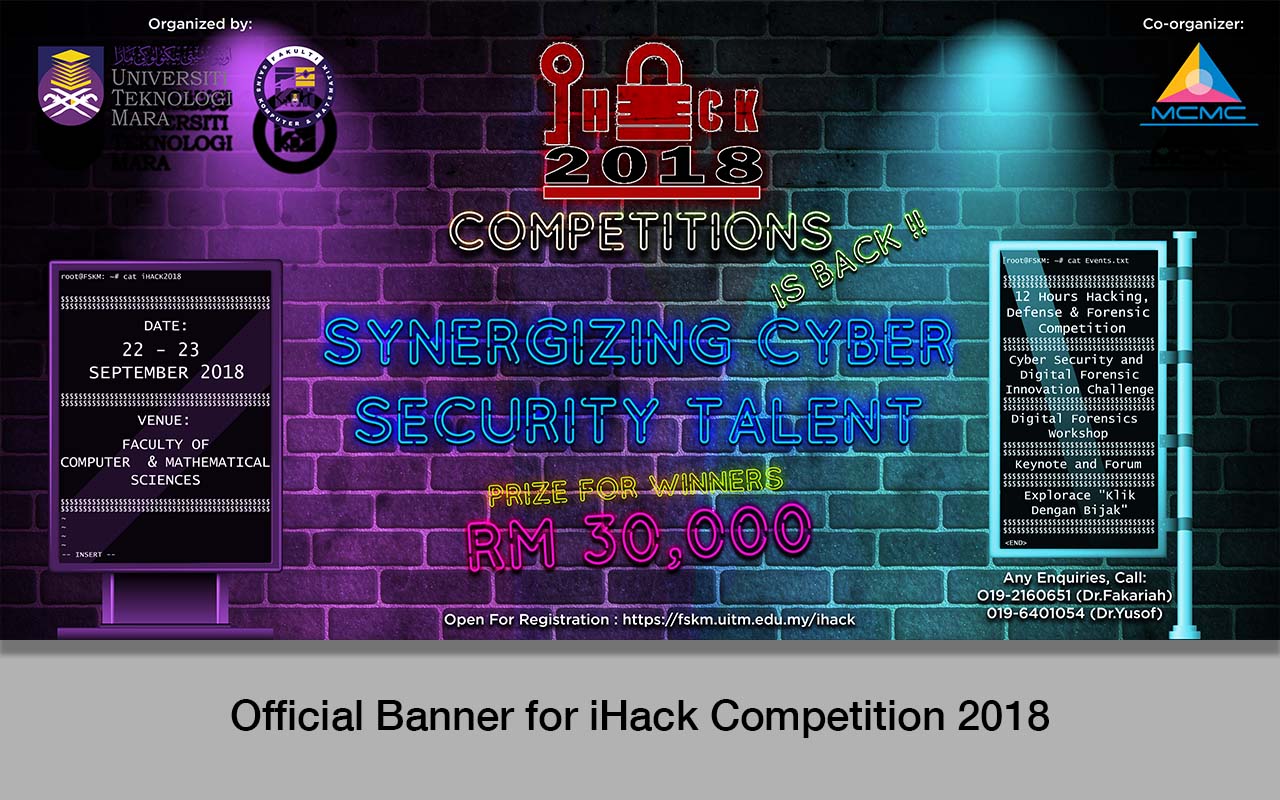 Organized by:
UNIVERSITI
TEKNOLOGI
MARA
FAKULTI
SAINS KOMPUTER & MATEMATIK
Co-organizer:
MCMC
iHACK
2018
COMPETITIONS
IS BACK !!
SYNERGIZING CYBER
SECURITY TALENT
PRIZE FOR WINNERS
RM 30,000
Open For Registration : https://fskm.uitm.edu.my/ihack
root@FSKM: ~# cat iHACK2018
§§§§§§§§§§§§§§§§§§§§§§§§§§§§§§
DATE:
22 – 23
SEPTEMBER 2018
§§§§§§§§§§§§§§§§§§§§§§§§§§§§§§
VENUE:
FACULTY OF
COMPUTER & MATHEMATICAL
SCIENCES
§§§§§§§§§§§§§§§§§§§§§§§§§§§§§§
~
~
~
~
-- INSERT --
root@FSKM: ~# cat Events.txt
§§§§§§§§§§§§§§§§§§§§§§
12 Hours Hacking,
Defense & Forensic
Competition
§§§§§§§§§§§§§§§§§§§§§§
Cyber Security and
Digital Forensic
Innovation Challenge
§§§§§§§§§§§§§§§§§§§§§§
Digital Forensics
Workshop
§§§§§§§§§§§§§§§§§§§§§§
Keynote and Forum
§§§§§§§§§§§§§§§§§§§§§§
Explorace "Klik
Dengan Bijak"
§§§§§§§§§§§§§§§§§§§§§§
<END>
Any Enquiries, Call:
019-2160651 (Dr.Fakariah)
019-6401054 (Dr.Yusof)
Official Banner for iHack Competition 2018